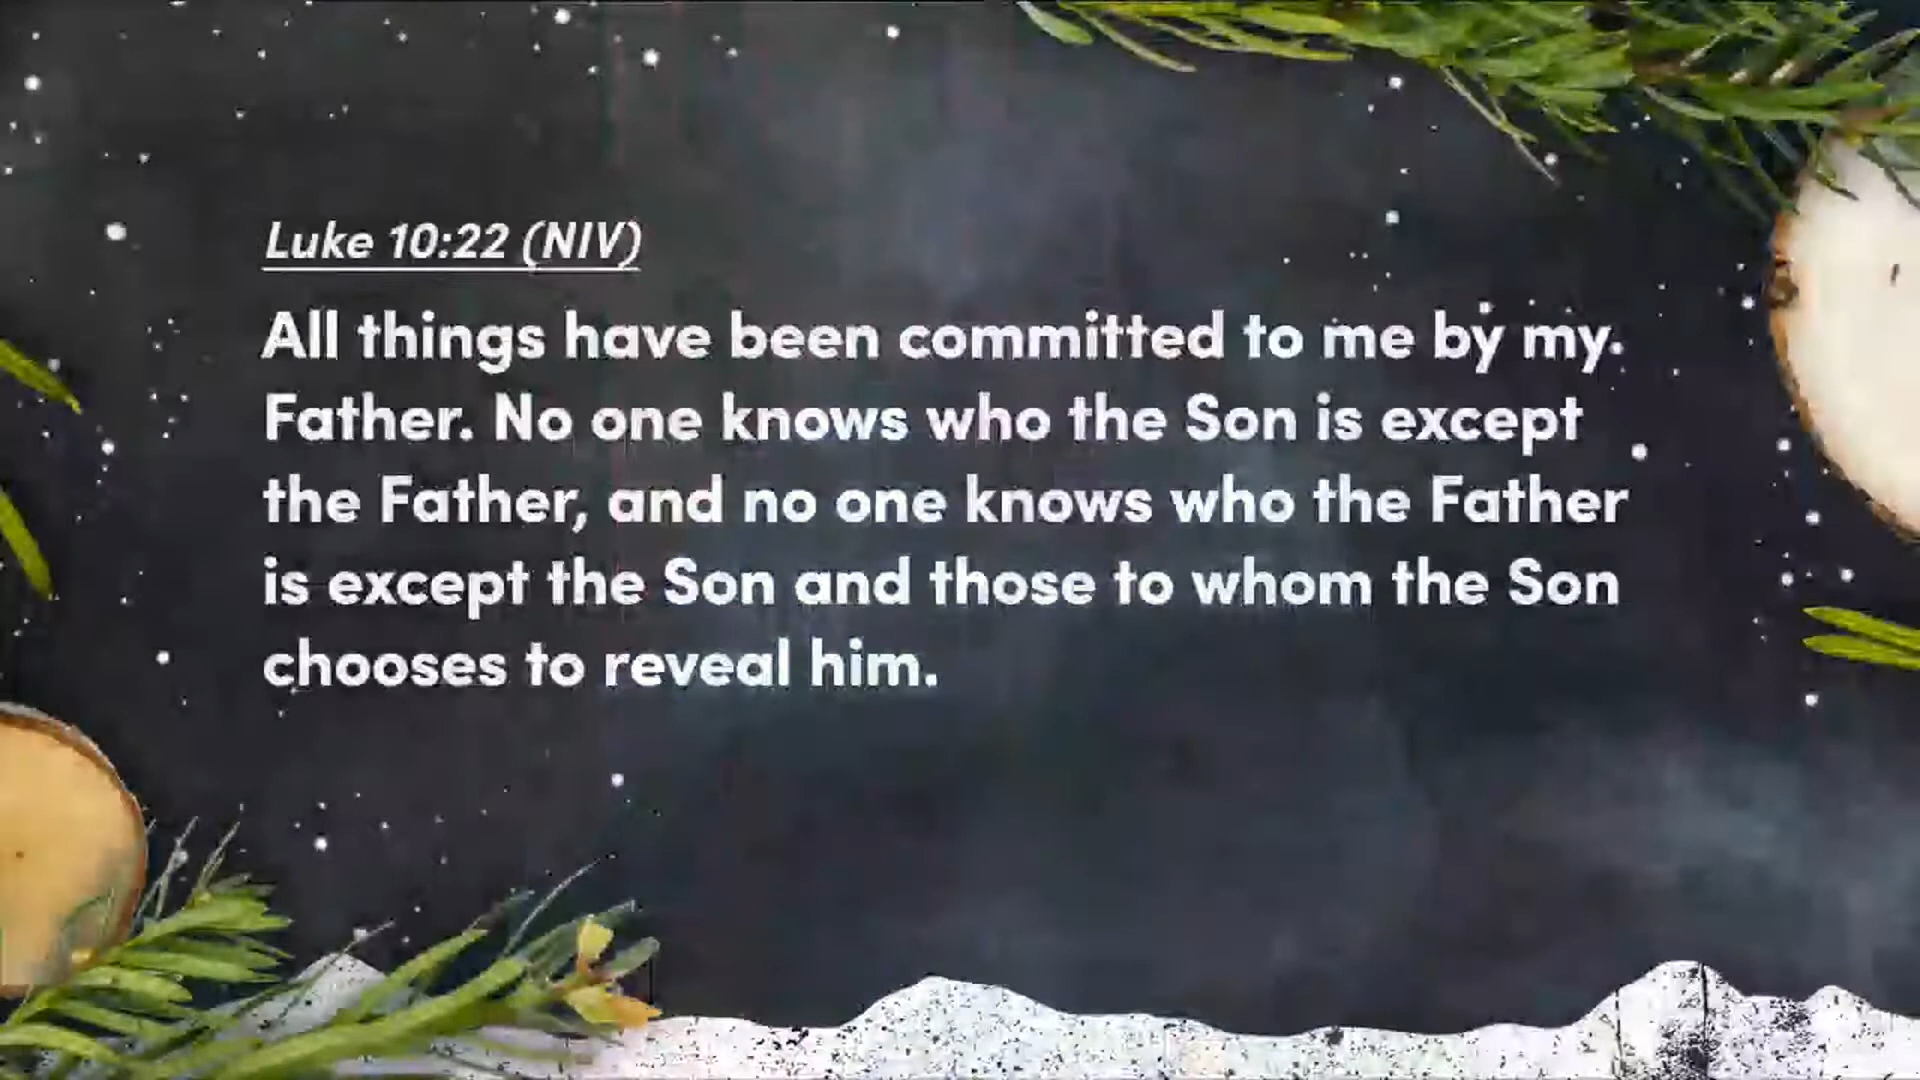 Luke 10:22 (NIV)
All things have been committed to me by my
Father. No one knows who the Son is except
the Father, and no one knows who the Father
is except the Son and those to whom the Son
chooses to reveal him.